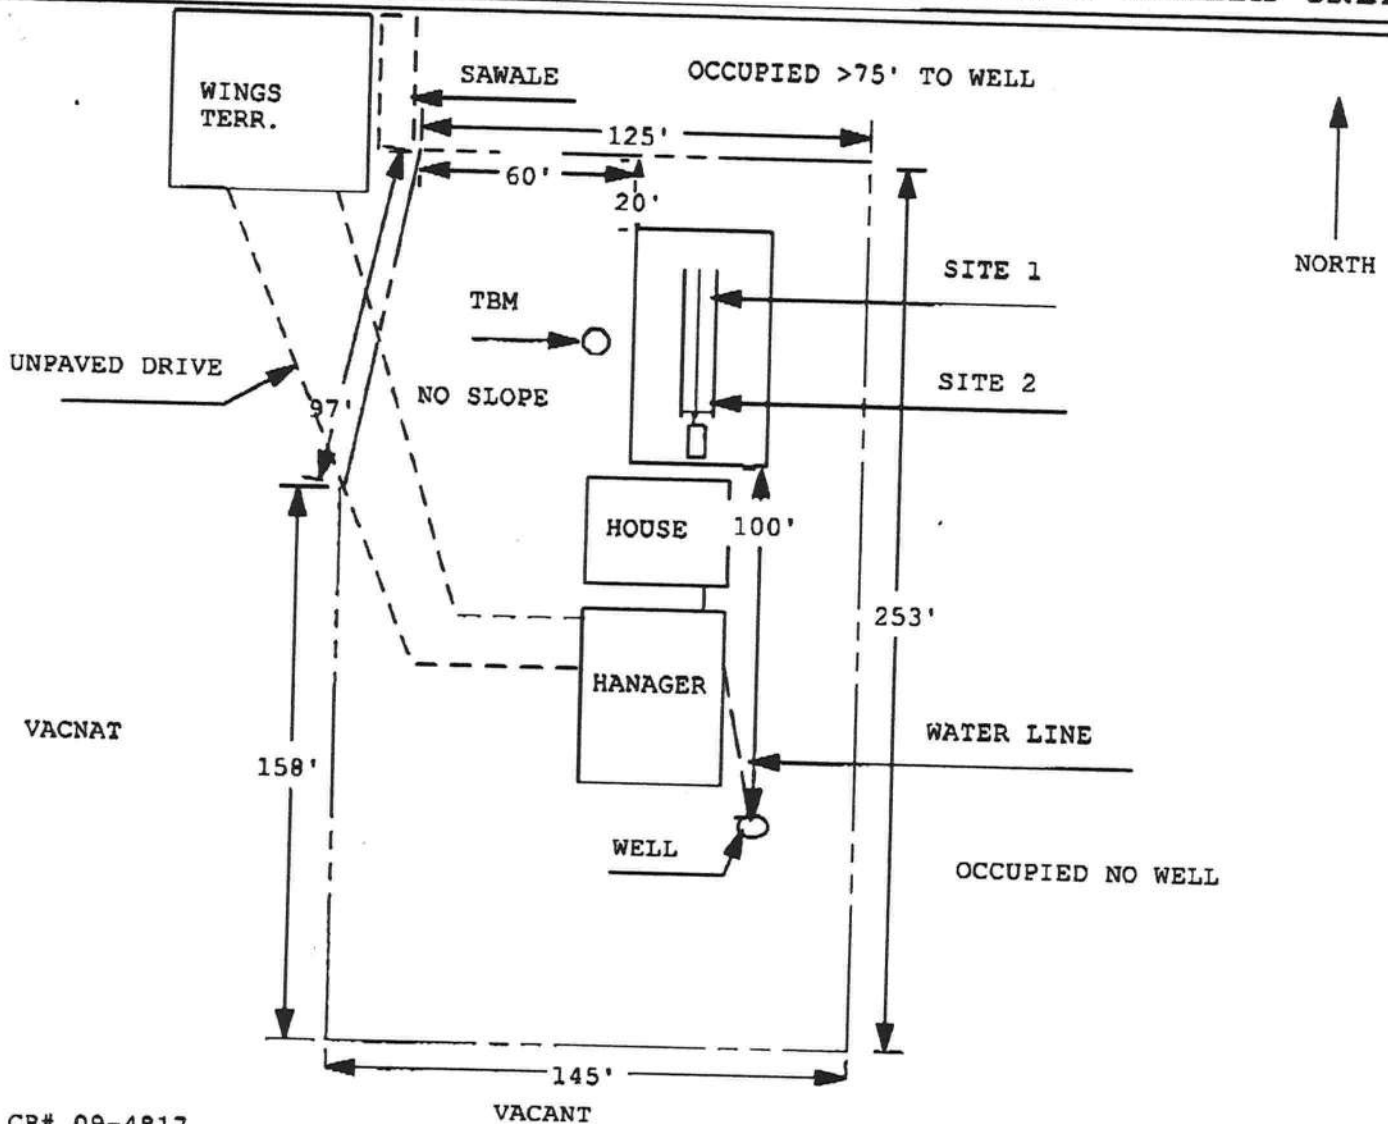 WINGS
TERR.
SAWALE
OCCUPIED >75' TO WELL
125'
60'
20'
NORTH
SITE 1
TBM
UNPAVED DRIVE
SITE 2
NO SLOPE
97'
HOUSE
100'
253'
HANAGER
VACNAT
WATER LINE
158'
WELL
OCCUPIED NO WELL
145'
VACANT